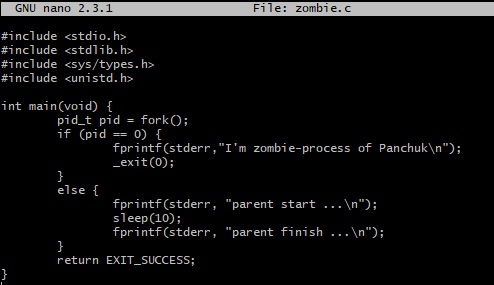 GNU nano 2.3.1 File: zombie.c
#include <stdio.h>
#include <stdlib.h>
#include <sys/types.h>
#include <unistd.h>
int main(void) {
pid_t pid = fork();
if (pid == 0) {
fprintf(stderr,"I'm zombie-process of Panchuk\n");
_exit(0);
}
else {
fprintf(stderr, "parent start ...\n");
sleep(10);
fprintf(stderr, "parent finish ...\n");
}
return EXIT_SUCCESS;
}